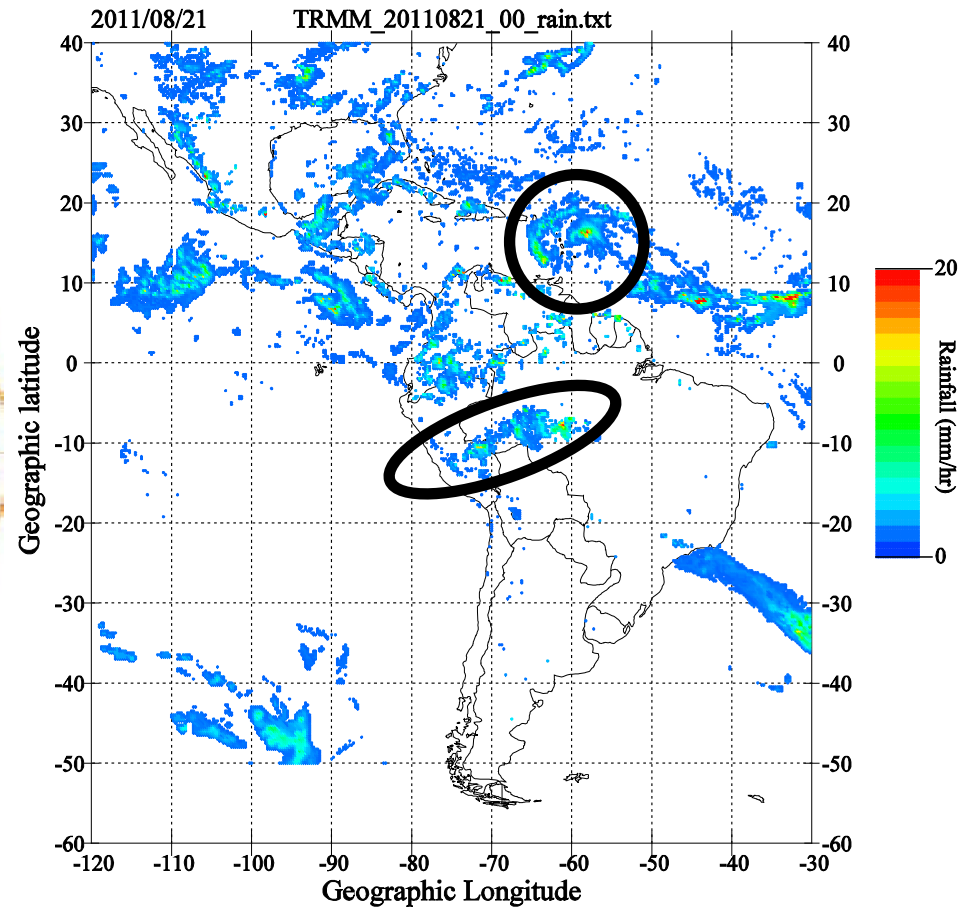 2011/08/21 TRMM_20110821_00_rain.txt
40 40
30 30
20 20
10 10
0 0
-10 -10
-20 -20
-30 -30
-40 -40
-50 -50
-60 -60
-120 -110 -100 -90 -80 -70 -60 -50 -40 -30
Geographic Longitude
Geographic latitude
20
0
Rainfall (mm/hr)